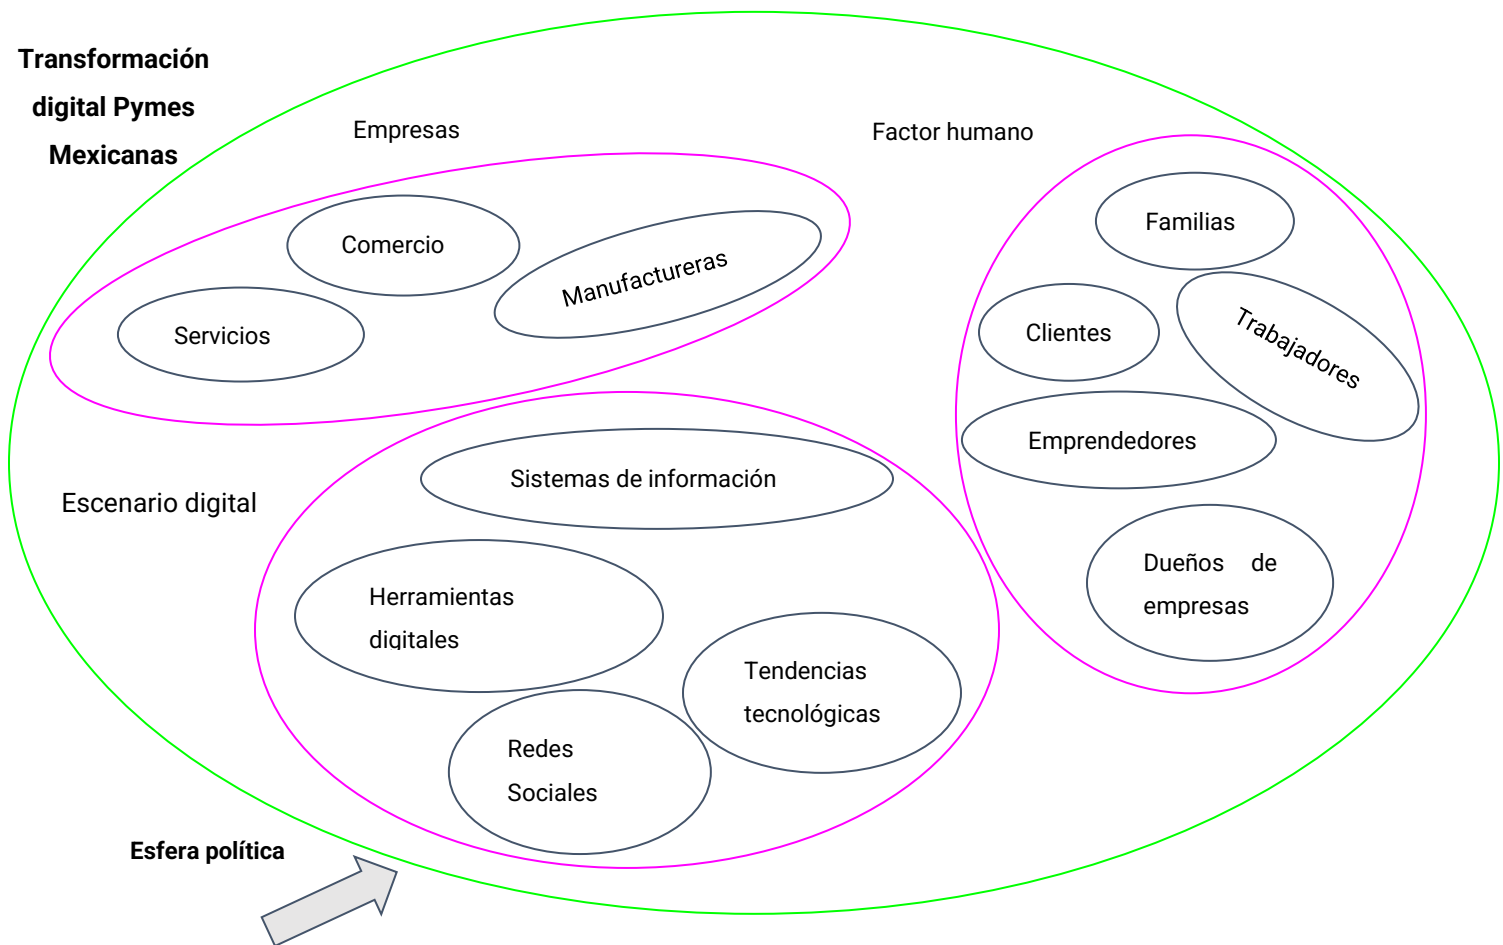 Transformación
digital Pymes
Mexicanas
Empresas
Factor humano
Comercio
Manufactureras
Servicios
Familias
Clientes
Trabajadores
Emprendedores
Dueños de
empresas
Escenario digital
Sistemas de información
Herramientas
digitales
Tendencias
tecnológicas
Redes
Sociales
Esfera política